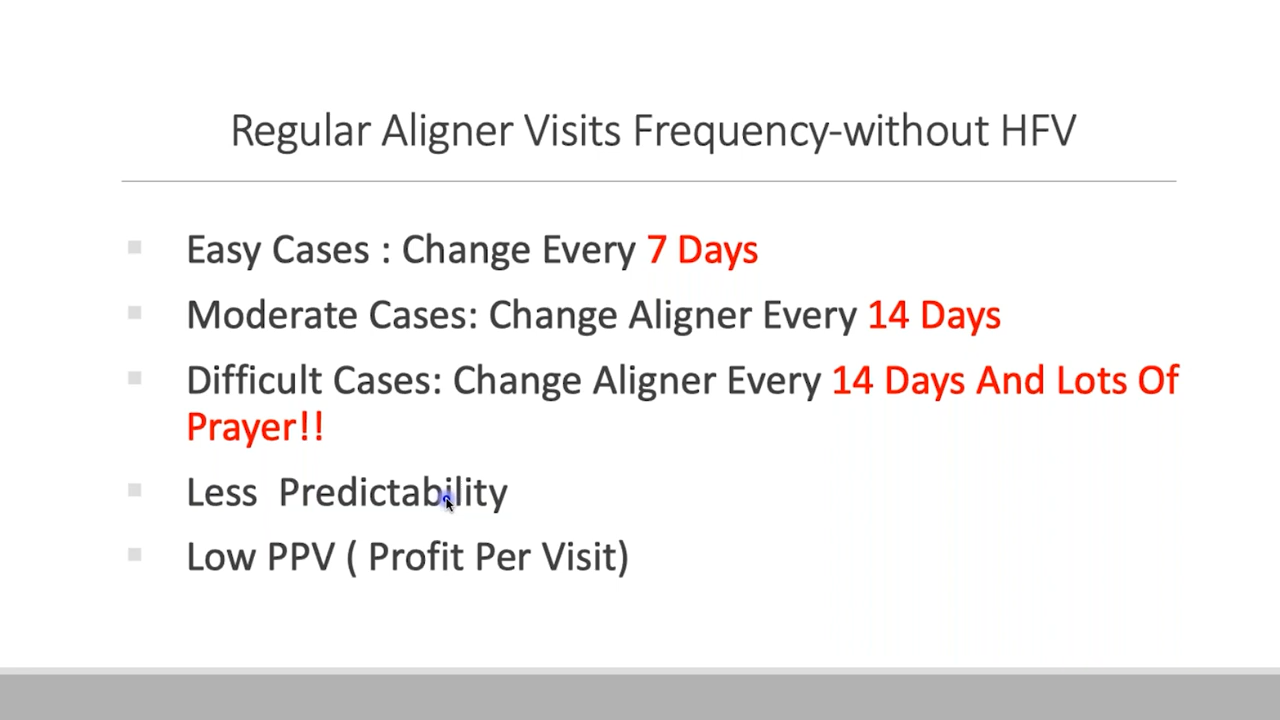 Regular Aligner Visits Frequency-without HFV
Easy Cases : Change Every 7 Days
Moderate Cases: Change Aligner Every 14 Days
Difficult Cases: Change Aligner Every 14 Days And Lots Of
Prayer!!
Less  Predictability
Low PPV ( Profit Per Visit)